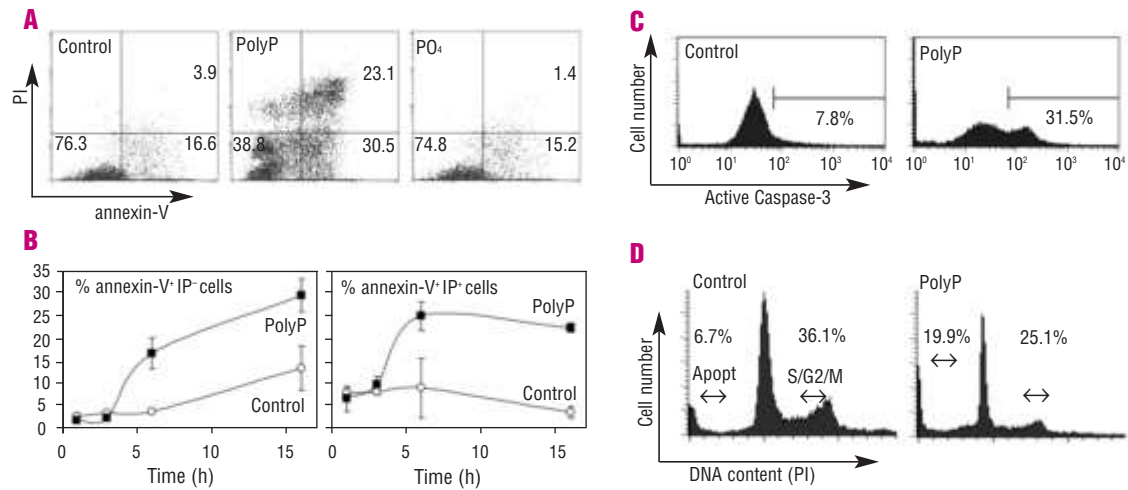 A
Control
3.9
76.3
16.6
PolyP
23.1
38.8
30.5
PO₄
1.4
74.8
15.2
PI
annexin-V
B
% annexin-V⁺ IP⁻ cells
35
30
25
20
15
10
5
0
PolyP
Control
0 5 10 15
Time (h)
% annexin-V⁺ IP⁺ cells
PolyP
Control
0 5 10 15
Time (h)
C
Cell number
Control
7.8%
10⁰ 10¹ 10² 10³ 10⁴
PolyP
31.5%
10⁰ 10¹ 10² 10³ 10⁴
Active Caspase-3
D
Cell number
Control
6.7%
36.1%
Apopt
S/G2/M
PolyP
19.9%
25.1%
DNA content (PI)